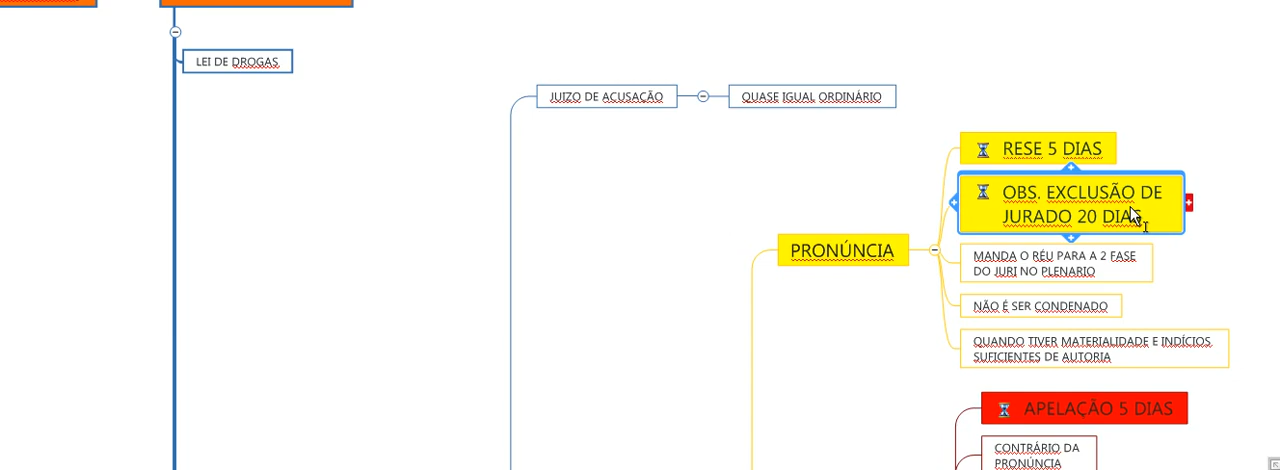 LEI DE DROGAS
JUIZO DE ACUSAÇÃO
QUASE IGUAL ORDINÁRIO
RESE 5 DIAS
OBS. EXCLUSÃO DE
JURADO 20 DIAS
PRONÚNCIA
MANDA O RÉU PARA A 2 FASE
DO JURI NO PLENARIO
NÃO É SER CONDENADO
QUANDO TIVER MATERIALIDADE E INDÍCIOS
SUFICIENTES DE AUTORIA
APELAÇÃO 5 DIAS
CONTRÁRIO DA
PRONÚNCIA